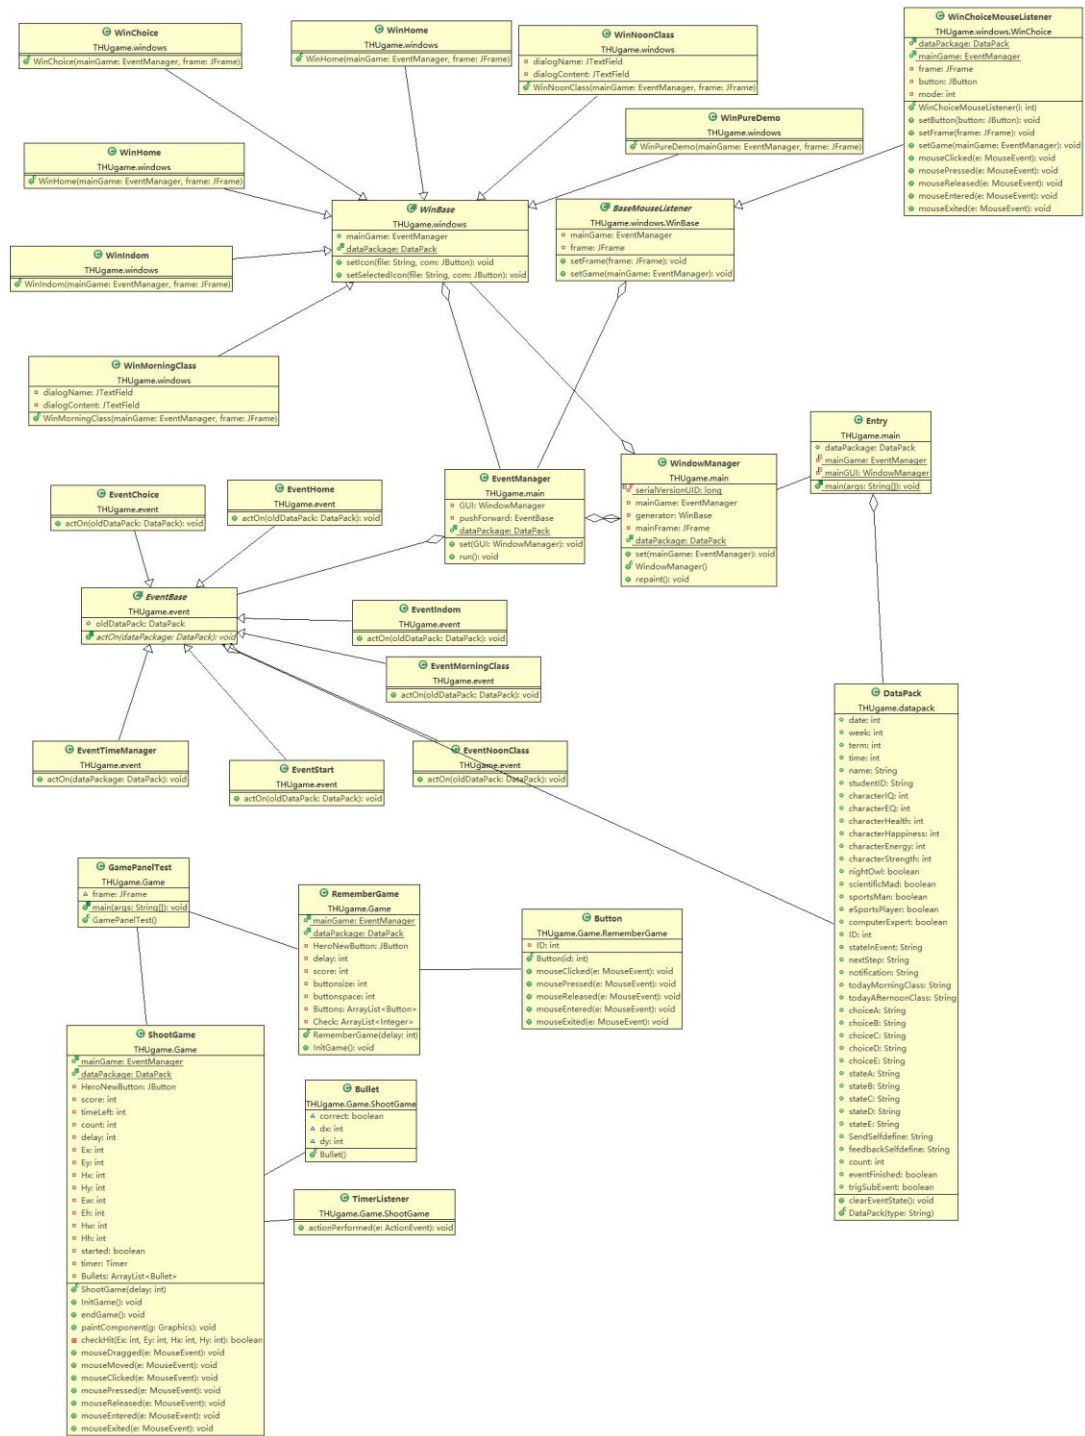 WinChoice
THUgame.windows
WinChoice(mainGame: EventManager, frame: JFrame)
WinHome
THUgame.windows
WinHome(mainGame: EventManager, frame: JFrame)
WinNoonClass
THUgame.windows
dialogName: JTextField
dialogContent: JTextField
WinNoonClass(mainGame: EventManager, frame: JFrame)
WinChoiceMouseListener
THUgame.windows.WinChoice
dataPackage: DataPack
mainGame: EventManager
frame: JFrame
button: JButton
mode: int
WinChoiceMouseListener(i: int)
setButton(button: JButton): void
setFrame(frame: JFrame): void
setGame(mainGame: EventManager): void
mouseClicked(e: MouseEvent): void
mousePressed(e: MouseEvent): void
mouseReleased(e: MouseEvent): void
mouseEntered(e: MouseEvent): void
mouseExited(e: MouseEvent): void
WinPureDemo
THUgame.windows
WinPureDemo(mainGame: EventManager, frame: JFrame)
WinHome
THUgame.windows
WinHome(mainGame: EventManager, frame: JFrame)
WinBase
THUgame.windows
mainGame: EventManager
dataPackage: DataPack
setIcon(file: String, com: JButton): void
setSelectedIcon(file: String, com: JButton): void
BaseMouseListener
THUgame.windows.WinBase
mainGame: EventManager
frame: JFrame
setFrame(frame: JFrame): void
setGame(mainGame: EventManager): void
WinIndom
THUgame.windows
WinIndom(mainGame: EventManager, frame: JFrame)
WinMorningClass
THUgame.windows
dialogName: JTextField
dialogContent: JTextField
WinMorningClass(mainGame: EventManager, frame: JFrame)
Entry
THUgame.main
dataPackage: DataPack
mainGame: EventManager
mainGUI: WindowManager
main(args: String[]): void
EventManager
THUgame.main
GUI: WindowManager
pushForward: EventBase
dataPackage: DataPack
set(GUI: WindowManager): void
run(): void
WindowManager
THUgame.main
serialVersionUID: long
mainGame: EventManager
generator: WinBase
mainFrame: JFrame
dataPackage: DataPack
set(mainGame: EventManager): void
WindowManager()
repaint(): void
EventChoice
THUgame.event
actOn(oldDataPack: DataPack): void
EventHome
THUgame.event
actOn(oldDataPack: DataPack): void
EventBase
THUgame.event
oldDataPack: DataPack
actOn(dataPackage: DataPack): void
EventIndom
THUgame.event
actOn(oldDataPack: DataPack): void
EventMorningClass
THUgame.event
actOn(oldDataPack: DataPack): void
EventTimeManager
THUgame.event
actOn(dataPackage: DataPack): void
EventStart
THUgame.event
actOn(oldDataPack: DataPack): void
EventNoonClass
THUgame.event
actOn(oldDataPack: DataPack): void
DataPack
THUgame.datapack
date: int
week: int
term: int
time: int
name: String
studentID: String
characterIQ: int
characterEQ: int
characterHealth: int
characterHappiness: int
characterEnergy: int
characterStrength: int
nightOwl: boolean
scientificMad: boolean
sportsMan: boolean
eSportsPlayer: boolean
computerExpert: boolean
ID: int
stateInEvent: String
nextStep: String
notification: String
todayMorningClass: String
todayAfternoonClass: String
choiceA: String
choiceB: String
choiceC: String
choiceD: String
choiceE: String
stateA: String
stateB: String
stateC: String
stateD: String
stateE: String
SendSelfdefine: String
feedbackSelfdefine: String
count: int
eventFinished: boolean
trigSubEvent: boolean
clearEventState(): void
DataPack(type: String)
GamePanelTest
THUgame.Game
frame: JFrame
main(args: String[]): void
GamePanelTest()
RememberGame
THUgame.Game
mainGame: EventManager
dataPackage: DataPack
HeroNewButton: JButton
delay: int
score: int
buttonsize: int
buttonspace: int
Buttons: ArrayList<Button>
Check: ArrayList<Integer>
RememberGame(delay: int)
InitGame(): void
Button
THUgame.Game.RememberGame
ID: int
Button(id: int)
mouseClicked(e: MouseEvent): void
mousePressed(e: MouseEvent): void
mouseReleased(e: MouseEvent): void
mouseEntered(e: MouseEvent): void
mouseExited(e: MouseEvent): void
ShootGame
THUgame.Game
mainGame: EventManager
dataPackage: DataPack
HeroNewButton: JButton
score: int
timeLeft: int
count: int
delay: int
Ex: int
Ey: int
Hx: int
Hy: int
Ew: int
Eh: int
Hw: int
Hh: int
started: boolean
timer: Timer
Bullets: ArrayList<Bullet>
ShootGame(delay: int)
InitGame(): void
endGame(): void
paintComponent(g: Graphics): void
checkHit(Ex: int, Ey: int, Hx: int, Hy: int): boolean
mouseDragged(e: MouseEvent): void
mouseMoved(e: MouseEvent): void
mouseClicked(e: MouseEvent): void
mousePressed(e: MouseEvent): void
mouseReleased(e: MouseEvent): void
mouseEntered(e: MouseEvent): void
mouseExited(e: MouseEvent): void
Bullet
THUgame.Game.ShootGame
correct: boolean
dx: int
dy: int
Bullet()
TimerListener
THUgame.Game.ShootGame
actionPerformed(e: ActionEvent): void